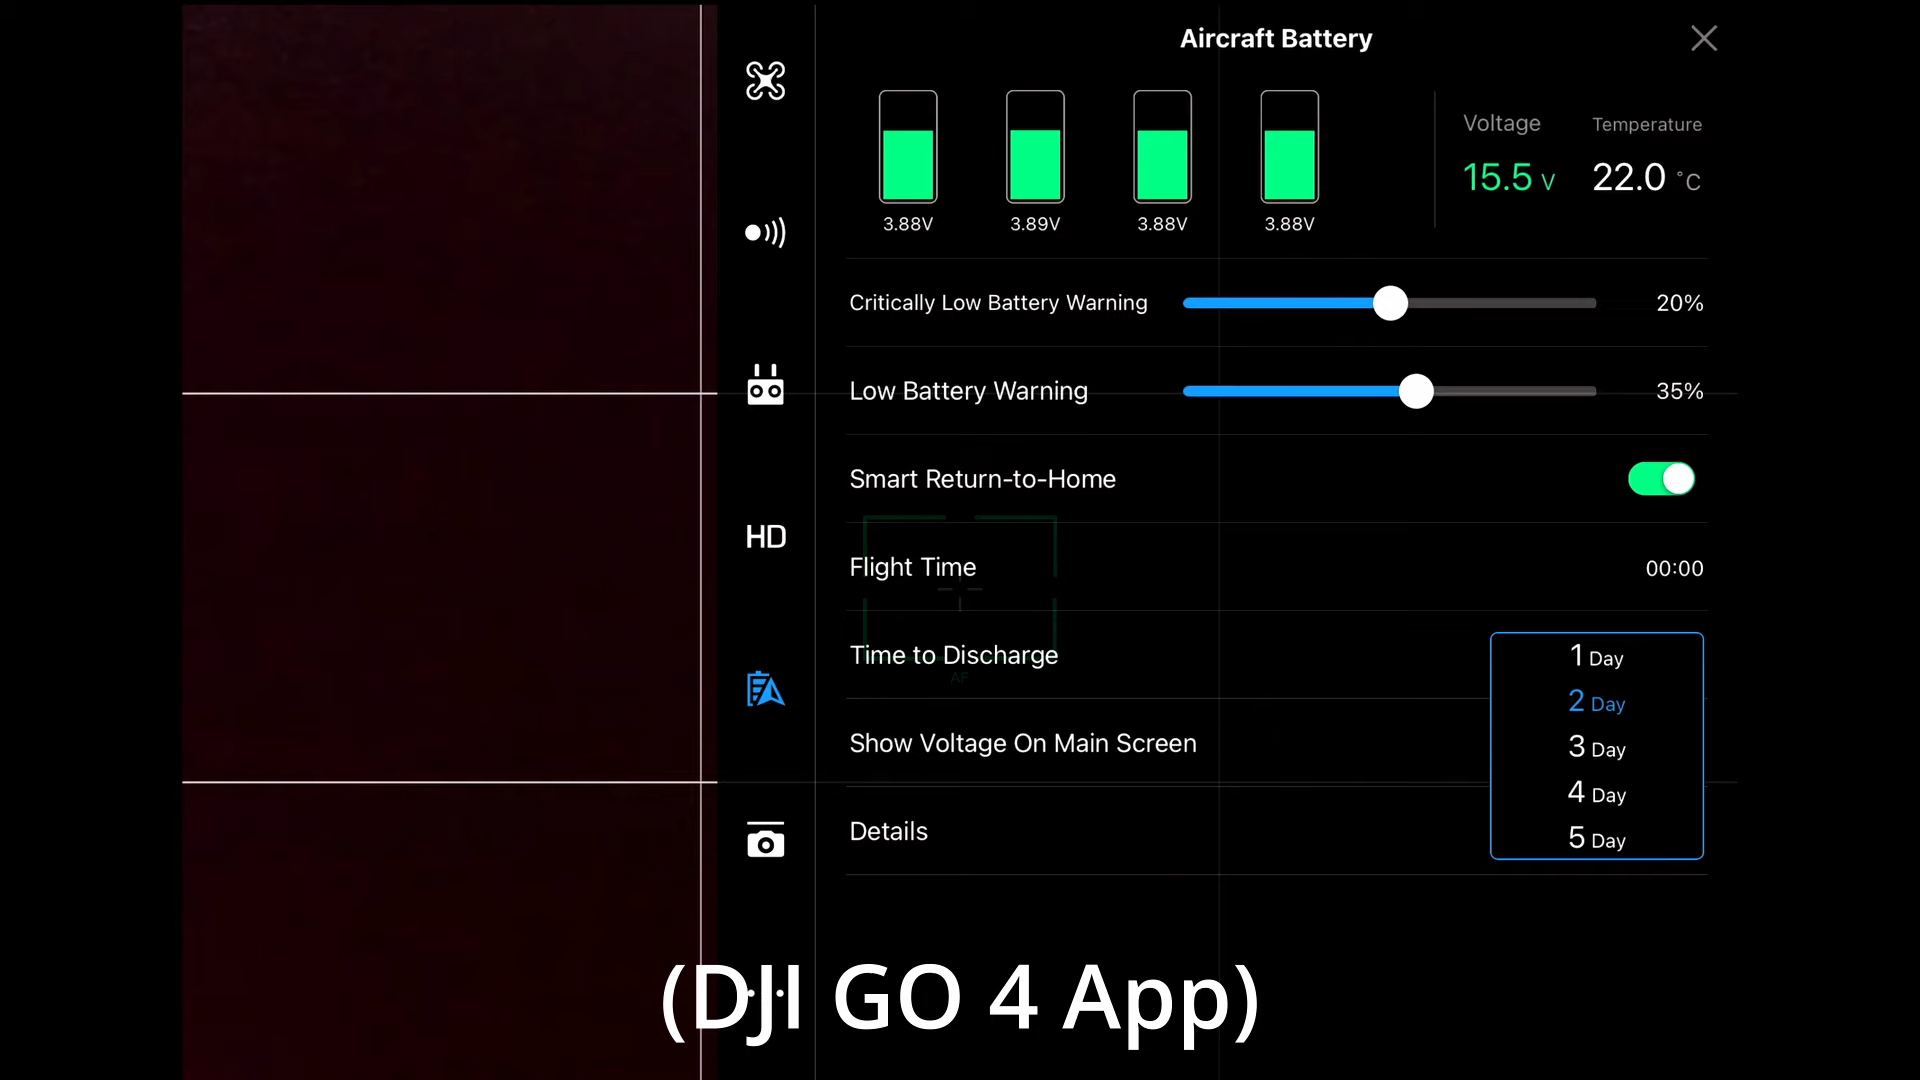 Aircraft Battery
Voltage
Temperature
15.5 V
22.0 °C
3.88V
3.89V
3.88V
3.88V
Critically Low Battery Warning
20%
Low Battery Warning
35%
Smart Return-to-Home
Flight Time
00:00
HD
Time to Discharge
AF
1 Day
2 Day
3 Day
4 Day
5 Day
Show Voltage On Main Screen
Details
(DJI GO 4 App)